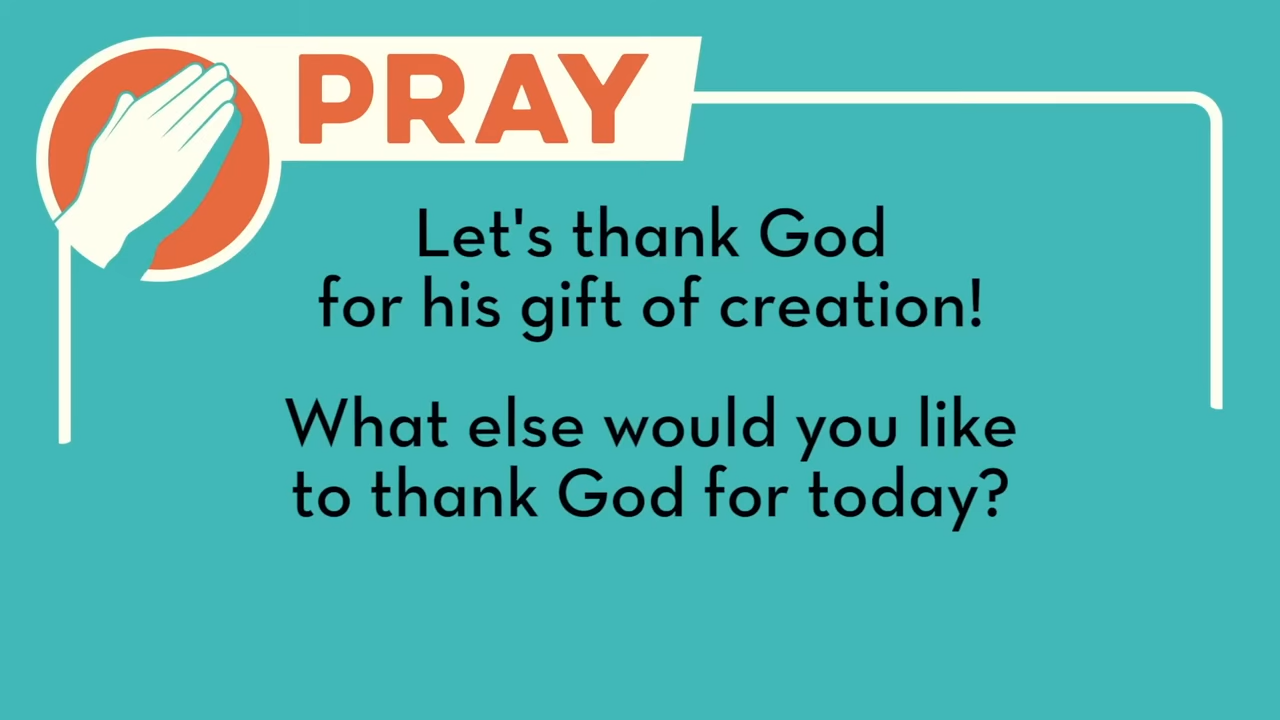 PRAY
Let's thank God
for his gift of creation!
What else would you like
to thank God for today?